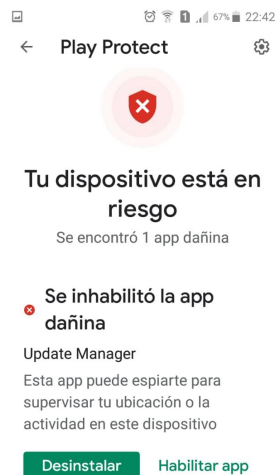 1 67% 22:42
Play Protect
Tu dispositivo está en
riesgo
Se encontró 1 app dañina
Se inhabilitó la app
dañina
Update Manager
Esta app puede espiarte para
supervisar tu ubicación o la
actividad en este dispositivo
Desinstalar Habilitar app